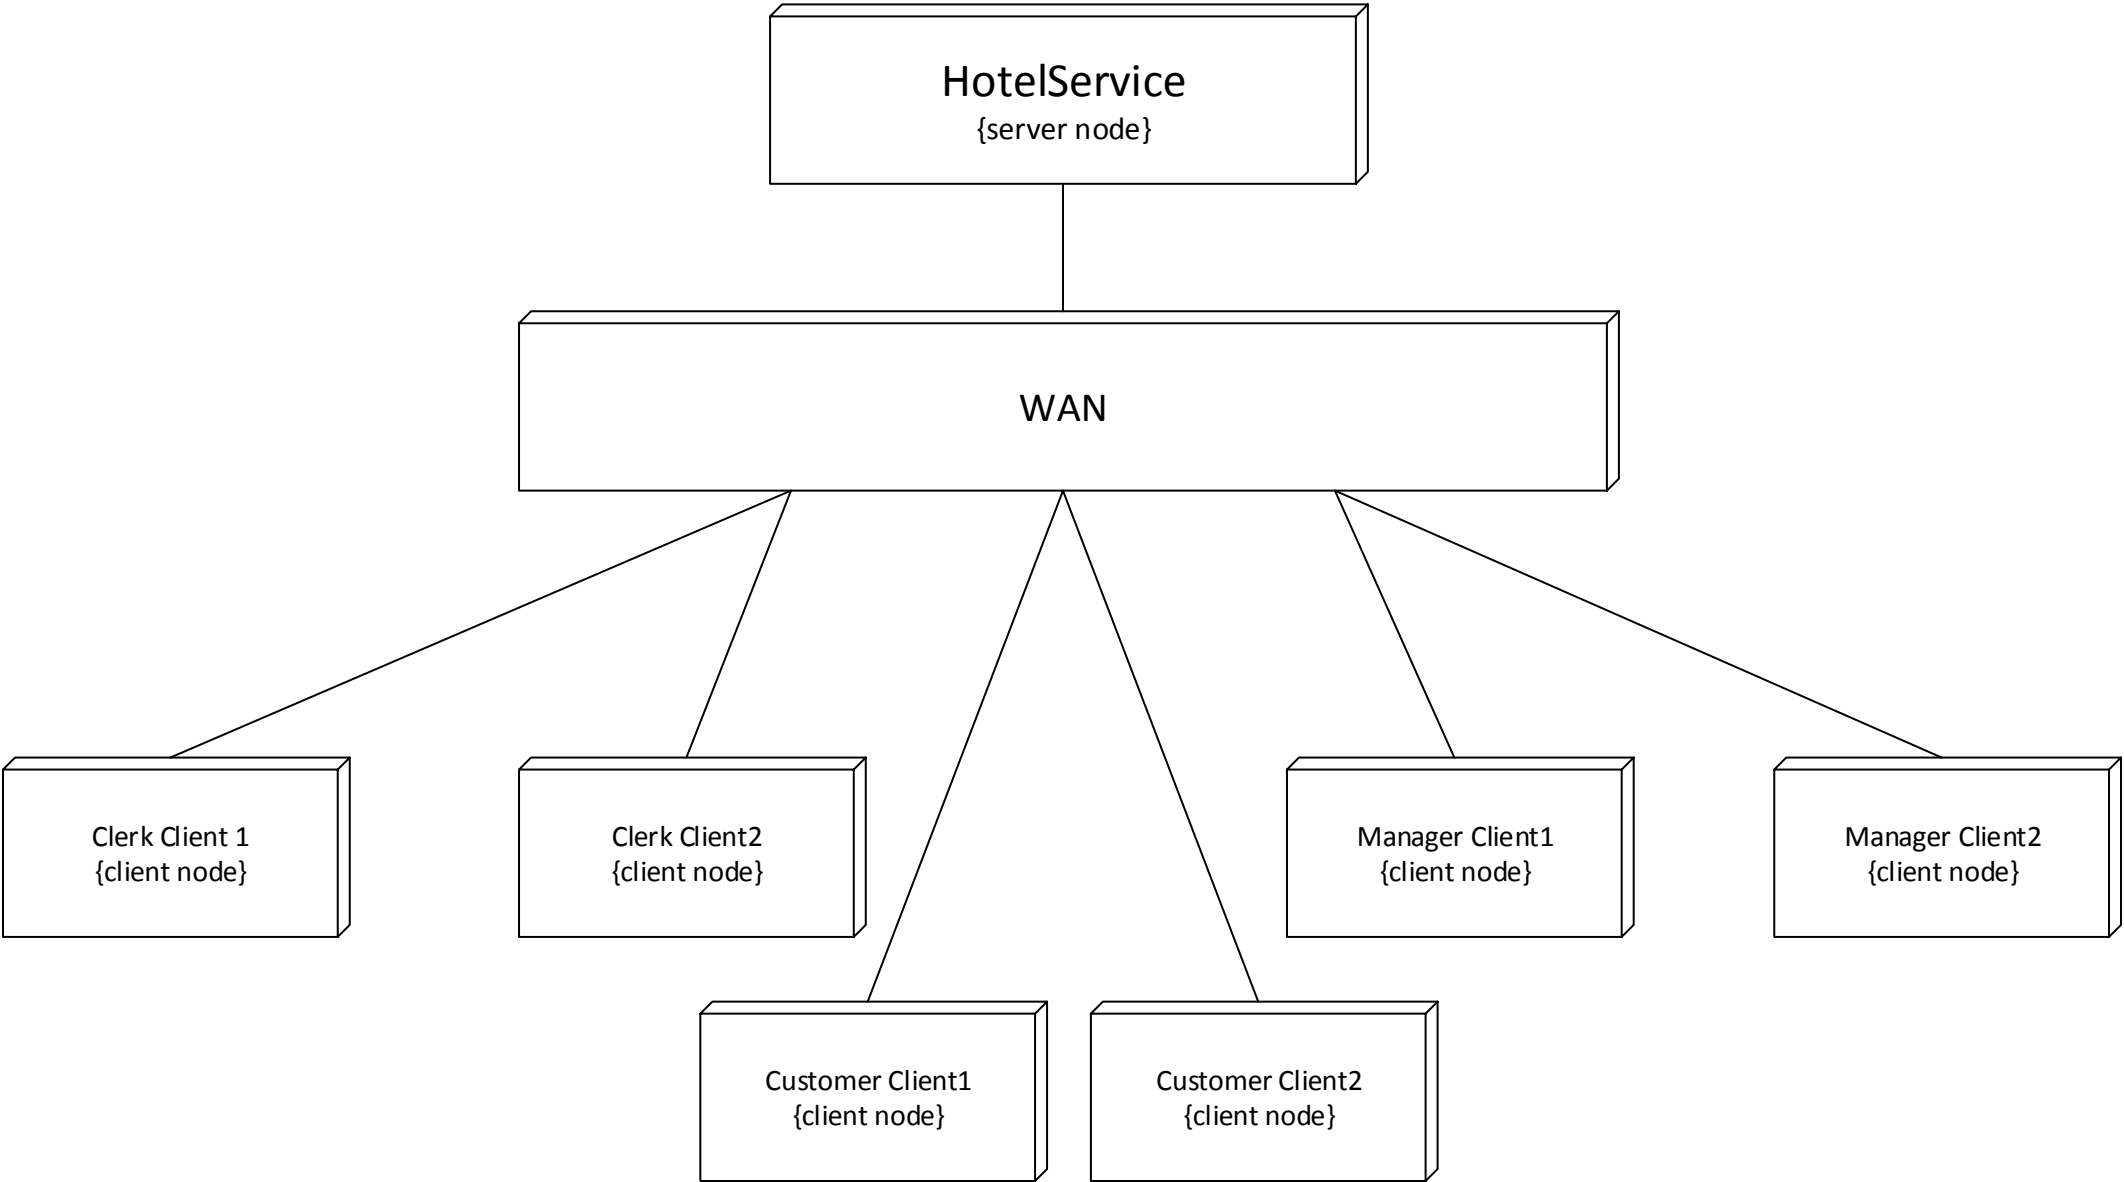 HotelService
{server node}
WAN
Clerk Client 1
{client node}
Clerk Client2
{client node}
Manager Client1
{client node}
Manager Client2
{client node}
Customer Client1
{client node}
Customer Client2
{client node}